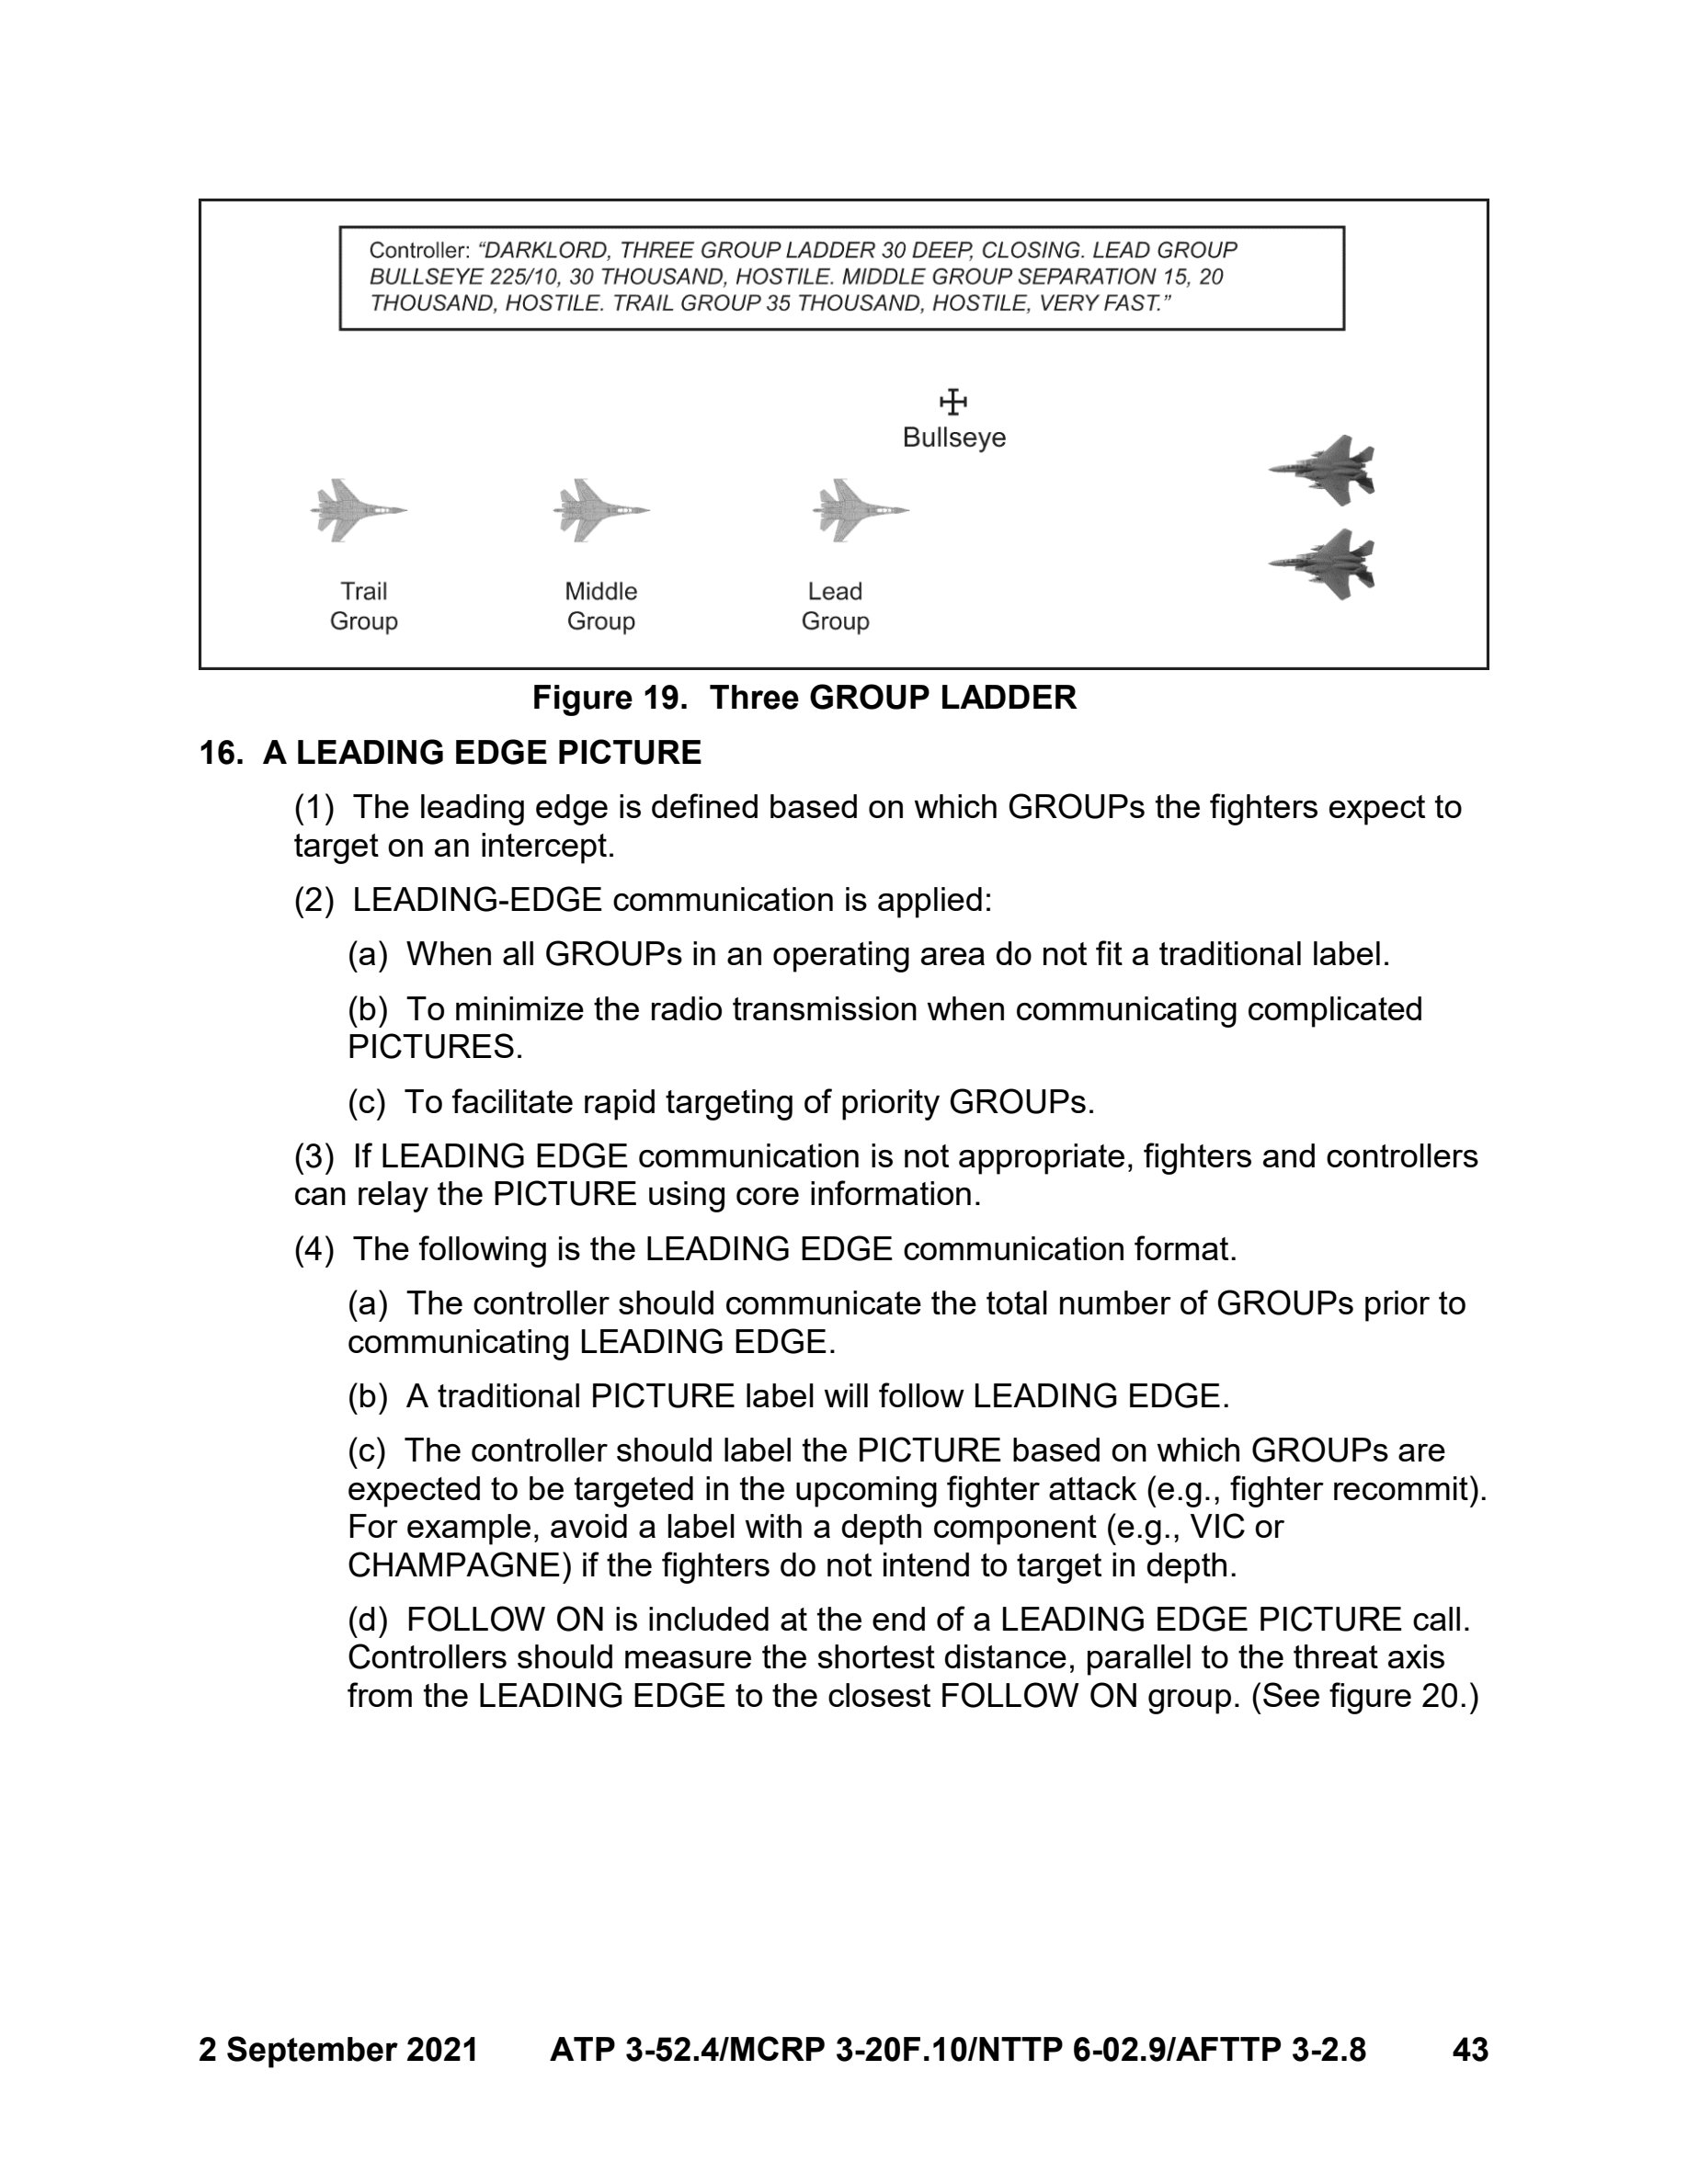 Controller: “DARKLORD, THREE GROUP LADDER 30 DEEP, CLOSING. LEAD GROUP
BULLSEYE 225/10, 30 THOUSAND, HOSTILE. MIDDLE GROUP SEPARATION 15, 20
THOUSAND, HOSTILE. TRAIL GROUP 35 THOUSAND, HOSTILE, VERY FAST.”
Bullseye
Trail
Group
Middle
Group
Lead
Group
Figure 19. Three GROUP LADDER
16. A LEADING EDGE PICTURE
(1) The leading edge is defined based on which GROUPs the fighters expect to
target on an intercept.
(2) LEADING-EDGE communication is applied:
(a) When all GROUPs in an operating area do not fit a traditional label.
(b) To minimize the radio transmission when communicating complicated
PICTURES.
(c) To facilitate rapid targeting of priority GROUPs.
(3) If LEADING EDGE communication is not appropriate, fighters and controllers
can relay the PICTURE using core information.
(4) The following is the LEADING EDGE communication format.
(a) The controller should communicate the total number of GROUPs prior to
communicating LEADING EDGE.
(b) A traditional PICTURE label will follow LEADING EDGE.
(c) The controller should label the PICTURE based on which GROUPs are
expected to be targeted in the upcoming fighter attack (e.g., fighter recommit).
For example, avoid a label with a depth component (e.g., VIC or
CHAMPAGNE) if the fighters do not intend to target in depth.
(d) FOLLOW ON is included at the end of a LEADING EDGE PICTURE call.
Controllers should measure the shortest distance, parallel to the threat axis
from the LEADING EDGE to the closest FOLLOW ON group. (See figure 20.)
2 September 2021 ATP 3-52.4/MCRP 3-20F.10/NTTP 6-02.9/AFTTP 3-2.8 43